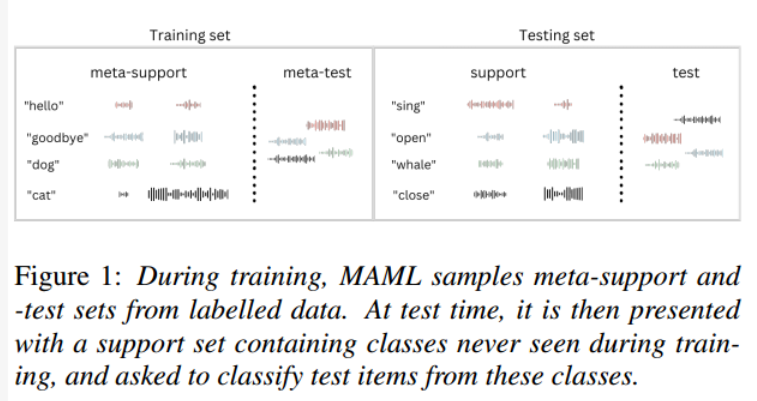 Training set
Testing set
meta-support
meta-test
support
test
"hello"
"goodbye"
"dog"
"cat"
"sing"
"open"
"whale"
"close"
Figure 1: During training, MAML samples meta-support and
-test sets from labelled data. At test time, it is then presented
with a support set containing classes never seen during train-
ing, and asked to classify test items from these classes.